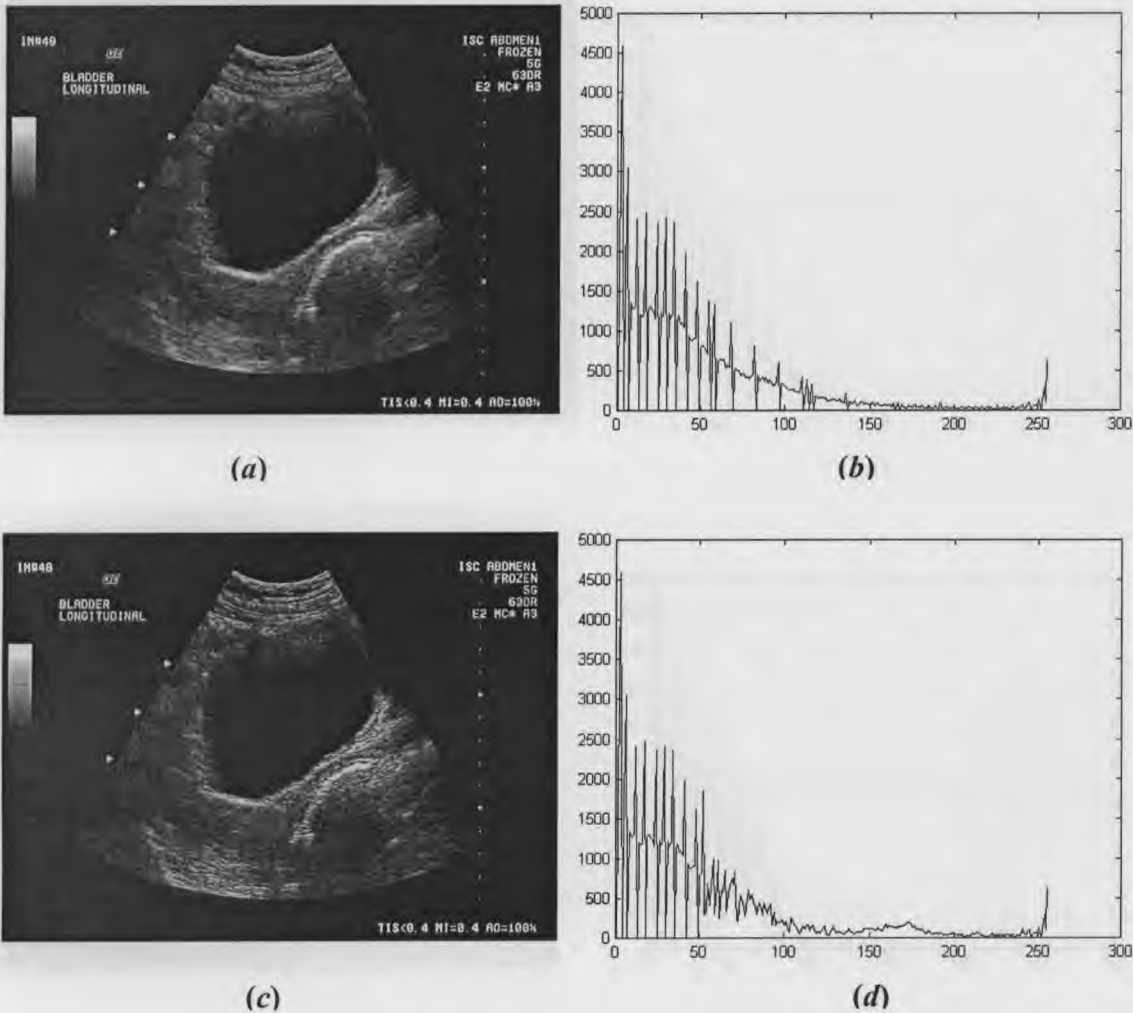 IM#48
GE
BLADDER
LONGITUDINAL
ISC ABDMEN1
FROZEN
5G
63DR
E2 MC# A3
TIS<0.4 MI=0.4 AO=100%
5000
4500
4000
3500
3000
2500
2000
1500
1000
500
0
0 50 100 150 200 250 300
(a)
(b)
IM#48
GE
BLADDER
LONGITUDINAL
ISC ABDMEN1
FROZEN
5G
63DR
E2 MC# A3
TIS<0.4 MI=0.4 AO=100%
5000
4500
4000
3500
3000
2500
2000
1500
1000
500
0
0 50 100 150 200 250 300
(c)
(d)